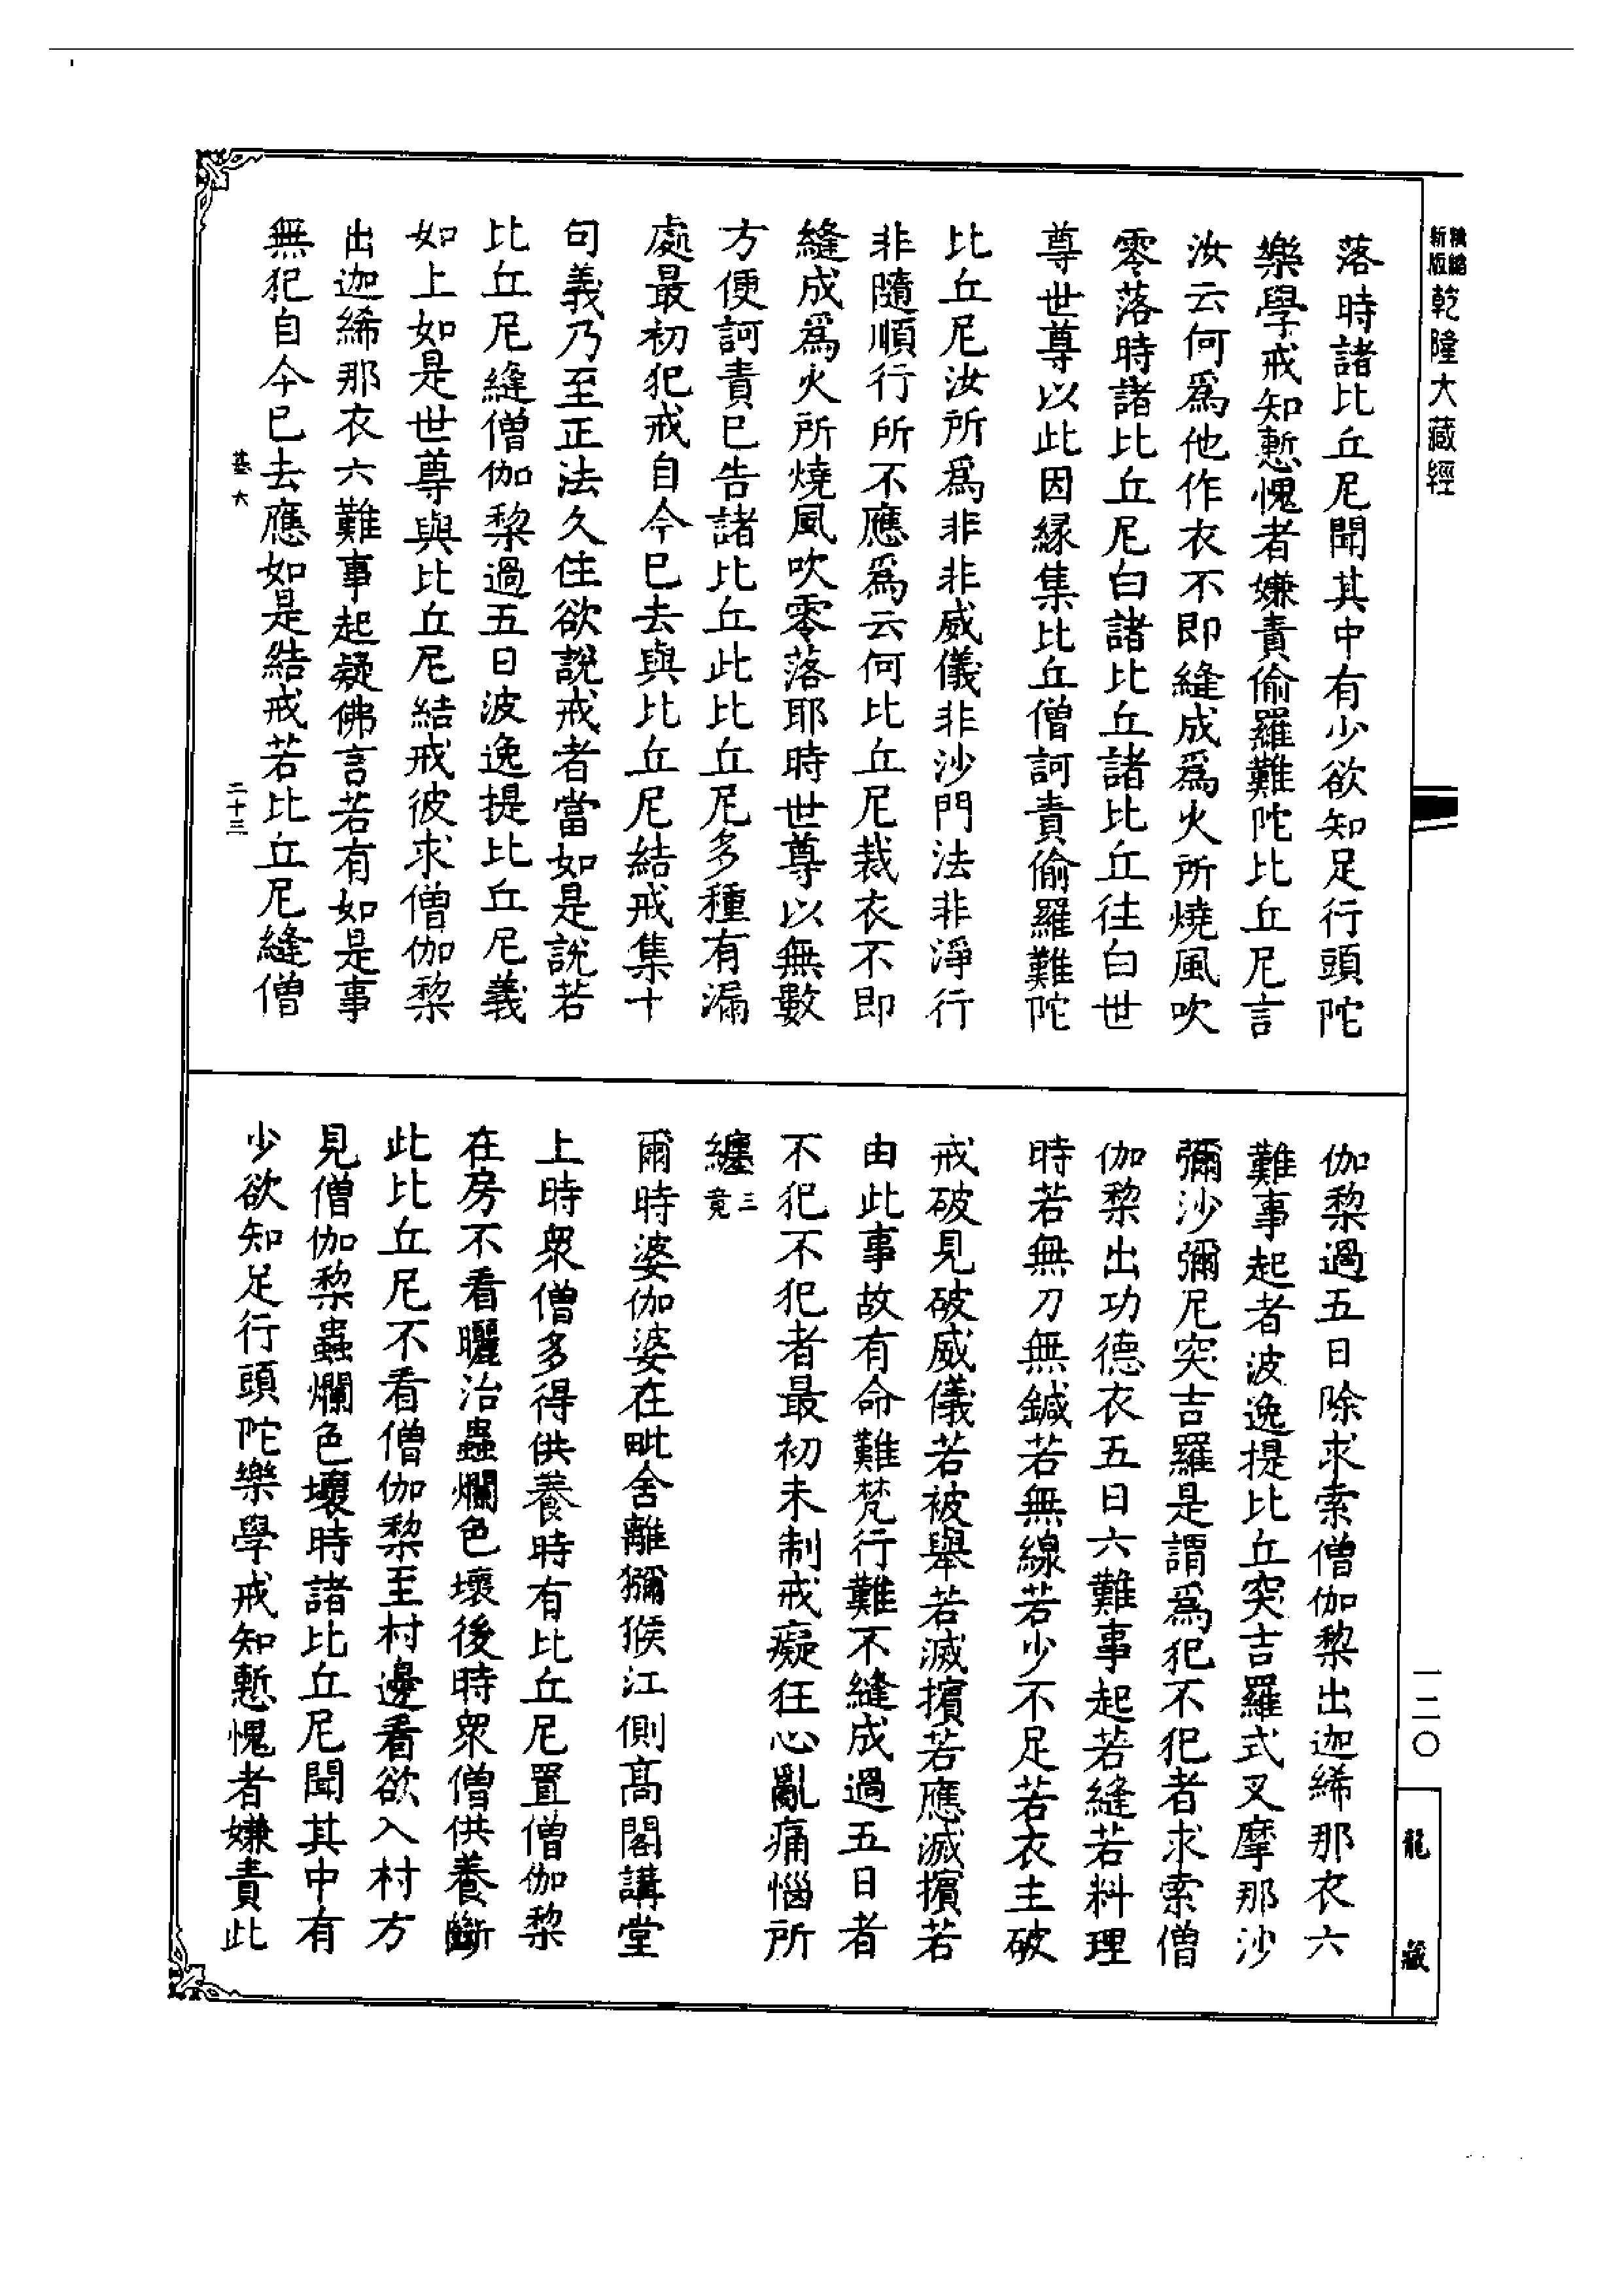 新版
精縮
乾隆大藏經
落時諸比丘尼聞其中有少欲知足行頭陀
樂學戒知慙愧者嫌責偷羅難陀比丘尼言
汝云何爲他作衣不即縫成爲火所燒風吹
零落時諸比丘尼白諸比丘諸比丘往白世
尊世尊以此因緣集比丘僧訶責偷羅難陀
比丘尼汝所爲非非威儀非沙門法非淨行
非隨順行所不應爲云何比丘尼裁衣不即
縫成爲火所燒風吹零落耶時世尊以無數
方便訶責已告諸比丘此比丘尼多種有漏
處最初犯戒自今已去與比丘尼結戒集十
句義乃至正法久住欲說戒者當如是說若
比丘尼縫僧伽梨過五日波逸提比丘尼義
如上如是世尊與比丘尼結戒彼求僧伽梨
出迦絺那衣六難事起疑佛言若有如是事
無犯自今已去應如是結戒若比丘尼縫僧
基六
二十三
伽梨過五日除求索僧伽梨出迦絺那衣六
難事起者波逸提比丘突吉羅式叉摩那沙
彌沙彌尼突吉羅是謂爲犯不犯者求索僧
伽梨出功德衣五日六難事起若縫若料理
時若無刀無鍼若無線若少不足若衣主破
戒破見破威儀若被舉若滅擯若應滅擯若
由此事故有命難梵行難不縫成過五日者
不犯不犯者最初未制戒癡狂心亂痛惱所
纏三竟
爾時婆伽婆在毗舍離獼猴江側高閣講堂
上時眾僧多得供養時有比丘尼置僧伽梨
在房不看曬治蟲爛色壞後時眾僧供養斷
此比丘尼不看僧伽梨至村邊看欲入村方
見僧伽梨蟲爛色壞時諸比丘尼聞其中有
少欲知足行頭陀樂學戒知慙愧者嫌責此
一二〇
龍藏